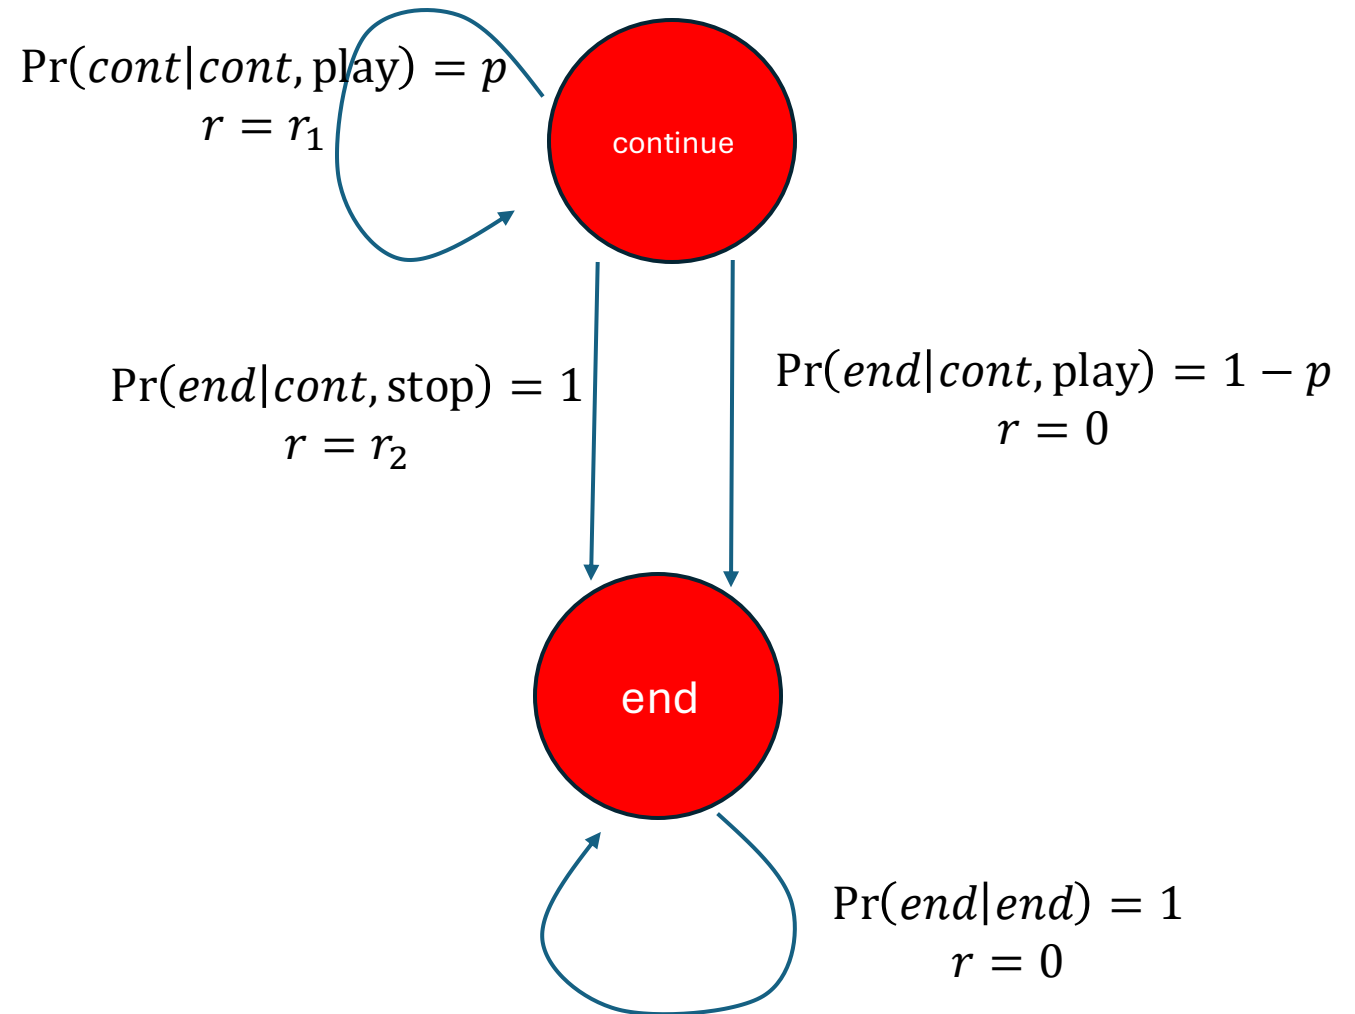 Pr(cont|cont, play) = p
r = r₁
continue
Pr(end|cont, stop) = 1
r = r₂
Pr(end|cont, play) = 1 − p
r = 0
end
Pr(end|end) = 1
r = 0